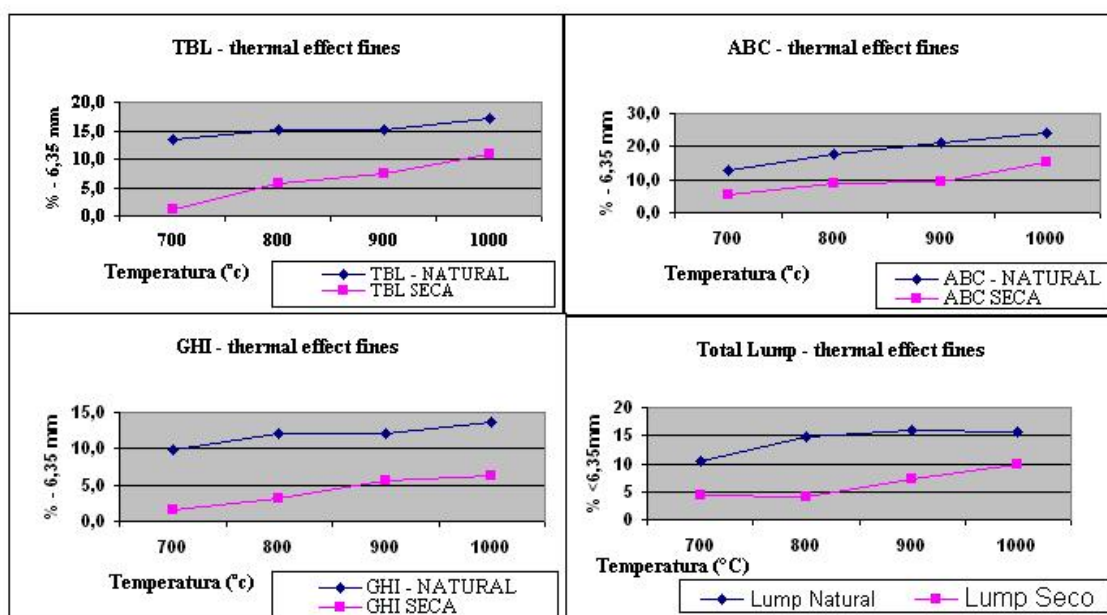 TBL - thermal effect fines
% - 6,35 mm
20,0
15,0
10,0
5,0
0,0
700 800 900 1000
Temperatura (°c)
TBL - NATURAL
TBL SECA
ABC - thermal effect fines
% - 6,35 mm
30,0
20,0
10,0
0,0
700 800 900 1000
Temperatura (°c)
ABC - NATURAL
ABC SECA
GHI - thermal effect fines
% - 6,35 mm
15,0
10,0
5,0
0,0
700 800 900 1000
Temperatura (°c)
GHI - NATURAL
GHI SECA
Total Lump - thermal effect fines
% <6,35mm
20
15
10
5
0
700 800 900 1000
Temperatura (°C)
Lump Natural Lump Seco